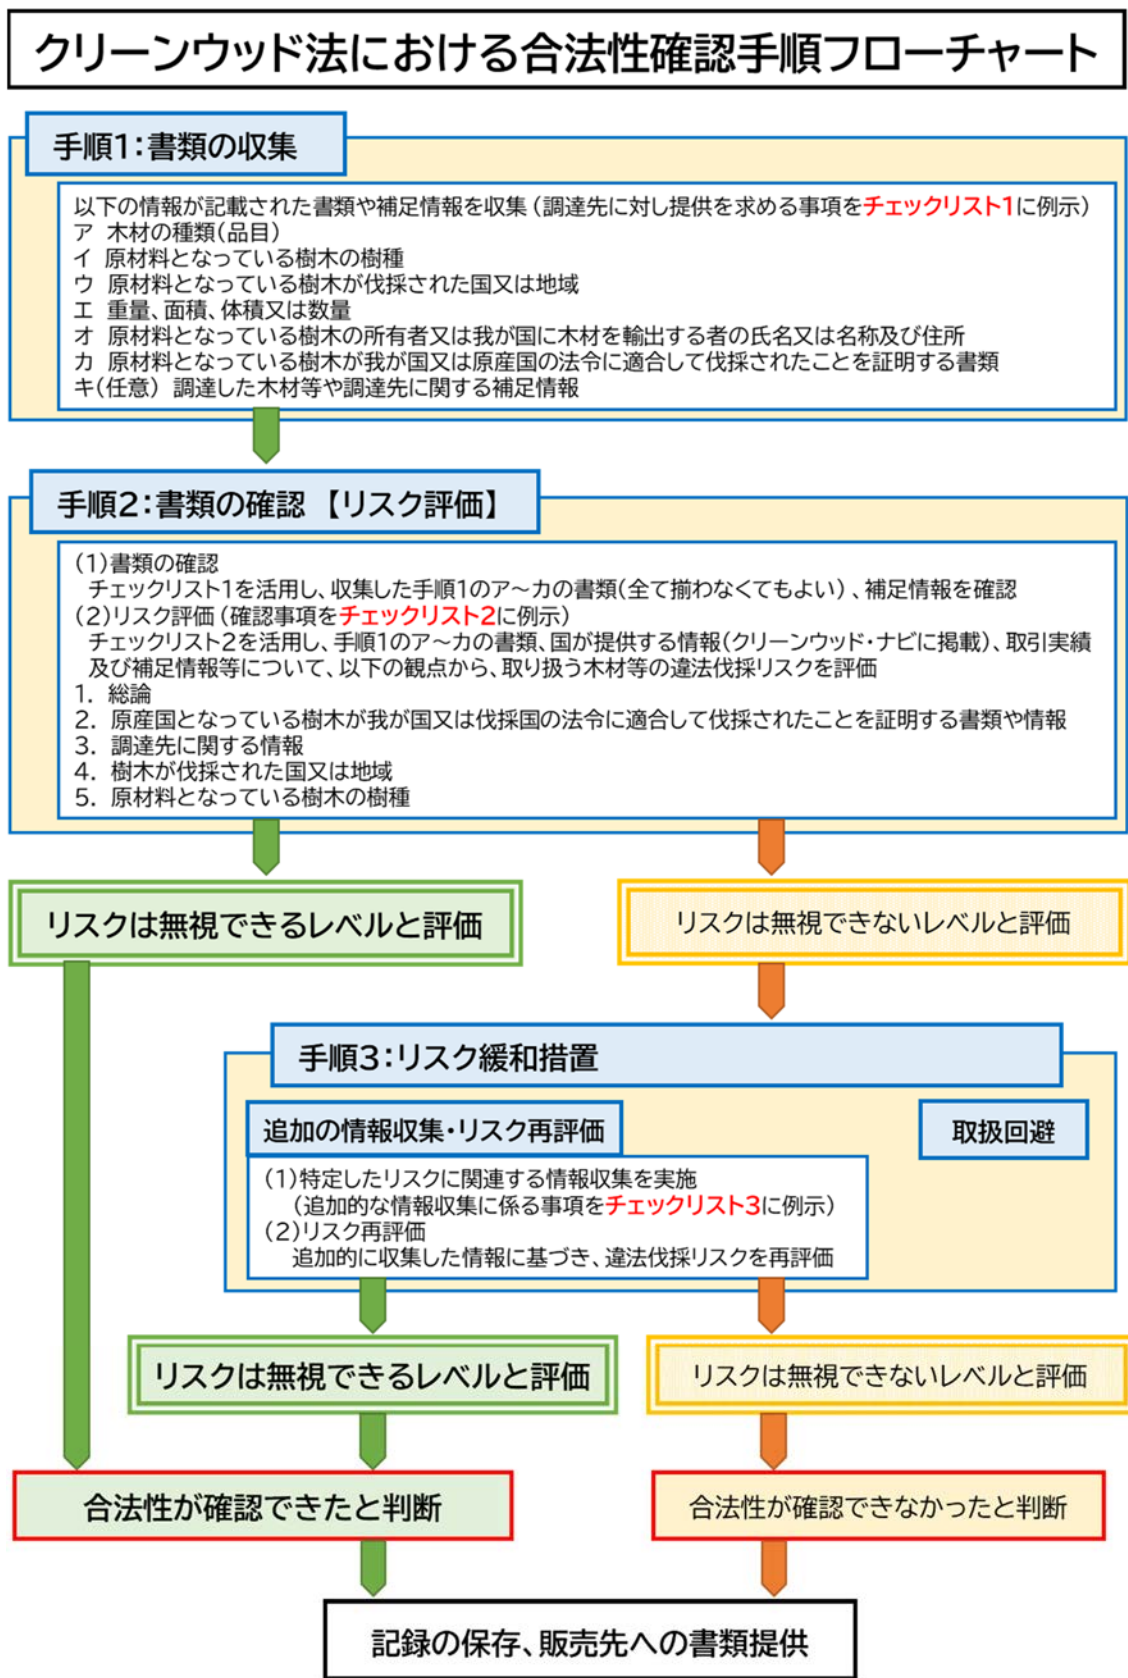 クリーンウッド法における合法性確認手順フローチャート
手順1：書類の収集
以下の情報が記載された書類や補足情報を収集（調達先に対し提供を求める事項をチェックリスト1に例示）
ア 木材の種類（品目）
イ 原材料となっている樹木の樹種
ウ 原材料となっている樹木が伐採された国又は地域
エ 重量、面積、体積又は数量
オ 原材料となっている樹木の所有者又は我が国に木材を輸出する者の氏名又は名称及び住所
カ 原材料となっている樹木が我が国又は原産国の法令に適合して伐採されたことを証明する書類
キ（任意） 調達した木材等や調達先に関する補足情報
手順2：書類の確認 【リスク評価】
（1）書類の確認
チェックリスト1を活用し、収集した手順1のア～カの書類（全て揃わなくてもよい）、補足情報を確認
（2）リスク評価（確認事項をチェックリスト2に例示）
チェックリスト2を活用し、手順1のア～カの書類、国が提供する情報（クリーンウッド・ナビに掲載）、取引実績
及び補足情報等について、以下の観点から、取り扱う木材等の違法伐採リスクを評価
1. 総論
2. 原産国となっている樹木が我が国又は伐採国の法令に適合して伐採されたことを証明する書類や情報
3. 調達先に関する情報
4. 樹木が伐採された国又は地域
5. 原材料となっている樹木の樹種
リスクは無視できるレベルと評価
リスクは無視できないレベルと評価
手順3：リスク緩和措置
追加の情報収集・リスク再評価
取扱回避
（1）特定したリスクに関連する情報収集を実施
（追加的な情報収集に係る事項をチェックリスト3に例示）
（2）リスク再評価
追加的に収集した情報に基づき、違法伐採リスクを再評価
リスクは無視できるレベルと評価
リスクは無視できないレベルと評価
合法性が確認できたと判断
合法性が確認できなかったと判断
記録の保存、販売先への書類提供